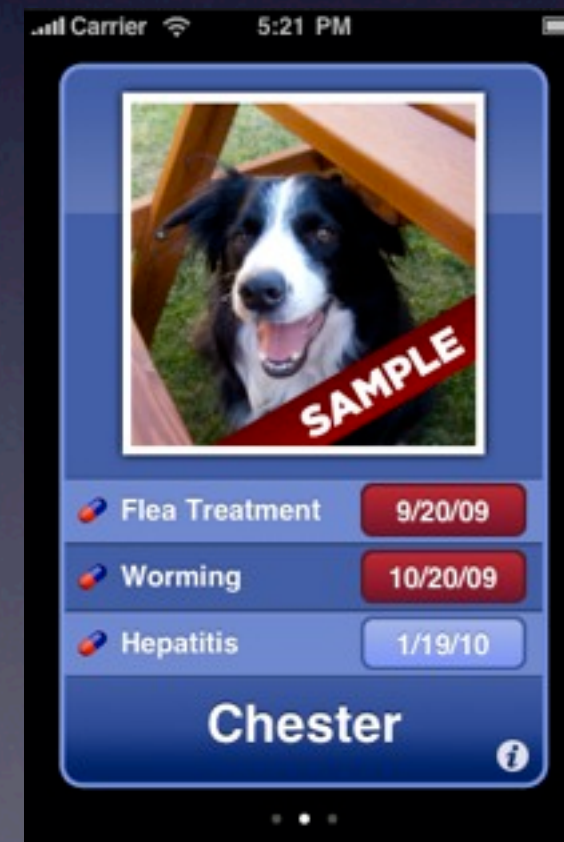 Carrier 5:21 PM
SAMPLE
Flea Treatment 9/20/09
Worming 10/20/09
Hepatitis 1/19/10
Chester
i